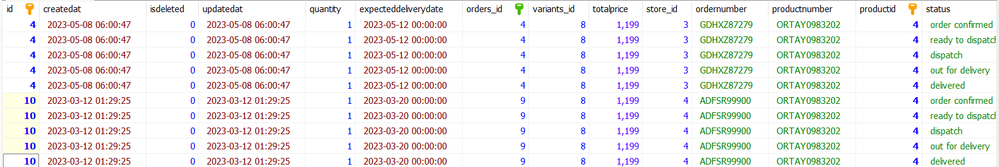 id createdat isdeleted updatedat quantity expecteddeliverydate orders_id variants_id totalprice store_id ordernumber productnumber productid status
4 2023-05-08 06:00:47 0 2023-05-08 06:00:47 1 2023-05-12 00:00:00 4 8 1,199 3 GDHXZ87279 ORTAY0983202 4 order confirmed
4 2023-05-08 06:00:47 0 2023-05-08 06:00:47 1 2023-05-12 00:00:00 4 8 1,199 3 GDHXZ87279 ORTAY0983202 4 ready to dispatch
4 2023-05-08 06:00:47 0 2023-05-08 06:00:47 1 2023-05-12 00:00:00 4 8 1,199 3 GDHXZ87279 ORTAY0983202 4 dispatch
4 2023-05-08 06:00:47 0 2023-05-08 06:00:47 1 2023-05-12 00:00:00 4 8 1,199 3 GDHXZ87279 ORTAY0983202 4 out for delivery
4 2023-05-08 06:00:47 0 2023-05-08 06:00:47 1 2023-05-12 00:00:00 4 8 1,199 3 GDHXZ87279 ORTAY0983202 4 delivered
10 2023-03-12 01:29:25 0 2023-03-12 01:29:25 1 2023-03-20 00:00:00 9 8 1,199 4 ADFSR99900 ORTAY0983202 4 order confirmed
10 2023-03-12 01:29:25 0 2023-03-12 01:29:25 1 2023-03-20 00:00:00 9 8 1,199 4 ADFSR99900 ORTAY0983202 4 ready to dispatch
10 2023-03-12 01:29:25 0 2023-03-12 01:29:25 1 2023-03-20 00:00:00 9 8 1,199 4 ADFSR99900 ORTAY0983202 4 dispatch
10 2023-03-12 01:29:25 0 2023-03-12 01:29:25 1 2023-03-20 00:00:00 9 8 1,199 4 ADFSR99900 ORTAY0983202 4 out for delivery
10 2023-03-12 01:29:25 0 2023-03-12 01:29:25 1 2023-03-20 00:00:00 9 8 1,199 4 ADFSR99900 ORTAY0983202 4 delivered